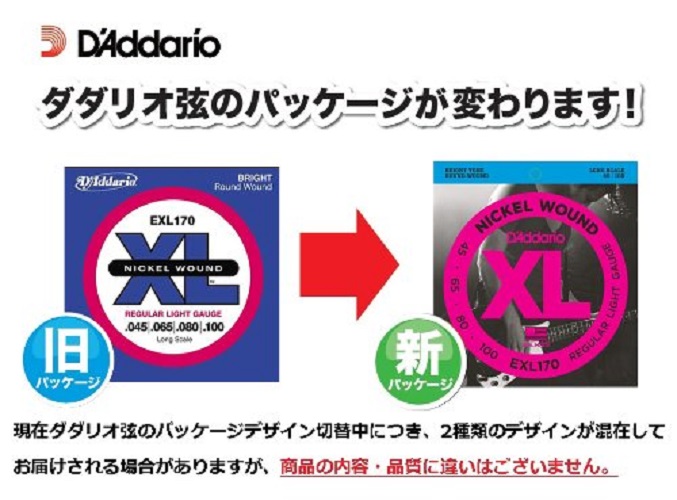 D'Addario
ダダリオ弦のパッケージが変わります!
D'Addario
BRIGHT
Round Wound
EXL170
XL
NICKEL WOUND
REGULAR LIGHT GAUGE
.045|.065|.080|.100
Long Scale
旧
パッケージ
NICKEL WOUND
D'Addario
XL
45・65・80・100
EXL170
REGULAR LIGHT GAUGE
新
パッケージ
現在ダダリオ弦のパッケージデザイン切替中につき、2種類のデザインが混在して
お届けされる場合がありますが、商品の内容・品質に違いはございません。